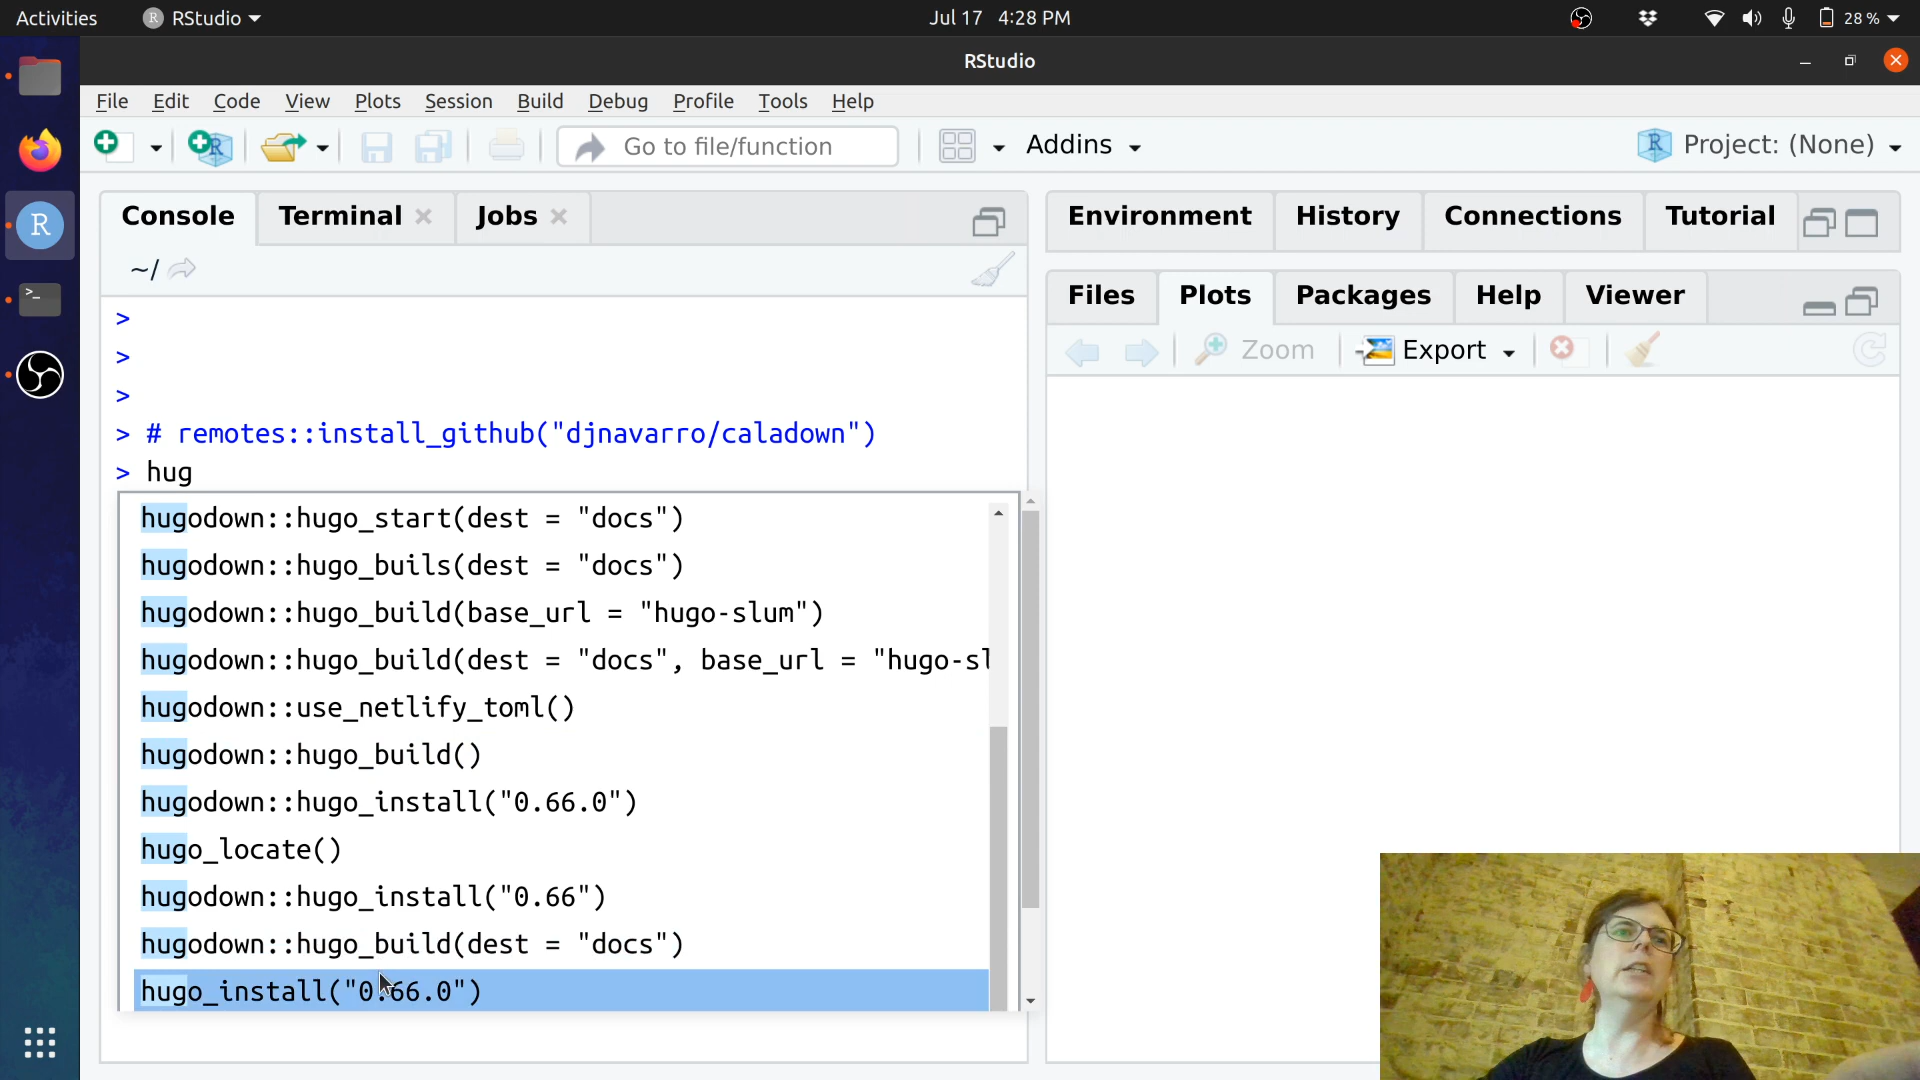 Activities RStudio Jul 17 4:28 PM 28 %
RStudio
File Edit Code View Plots Session Build Debug Profile Tools Help
Go to file/function Addins Project: (None)
Console Terminal Jobs
Environment History Connections Tutorial
~/
Files Plots Packages Help Viewer
Zoom Export
>
>
>
> # remotes::install_github("djnavarro/caladown")
> hug
hugodown::hugo_start(dest = "docs")
hugodown::hugo_buils(dest = "docs")
hugodown::hugo_build(base_url = "hugo-slum")
hugodown::hugo_build(dest = "docs", base_url = "hugo-sl
hugodown::use_netlify_toml()
hugodown::hugo_build()
hugodown::hugo_install("0.66.0")
hugo_locate()
hugodown::hugo_install("0.66")
hugodown::hugo_build(dest = "docs")
hugo_install("0.66.0")